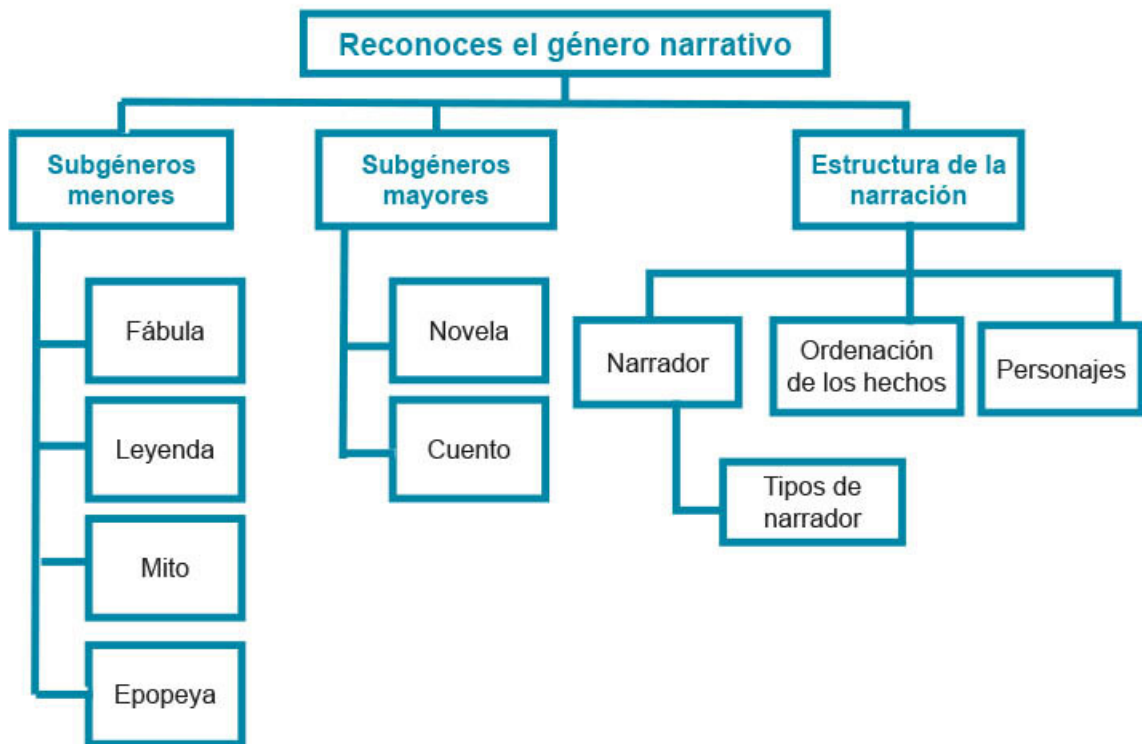 Reconoces el género narrativo
Subgéneros
menores
Subgéneros
mayores
Estructura de la
narración
Fábula
Leyenda
Mito
Epopeya
Novela
Cuento
Narrador
Ordenación
de los hechos
Personajes
Tipos de
narrador